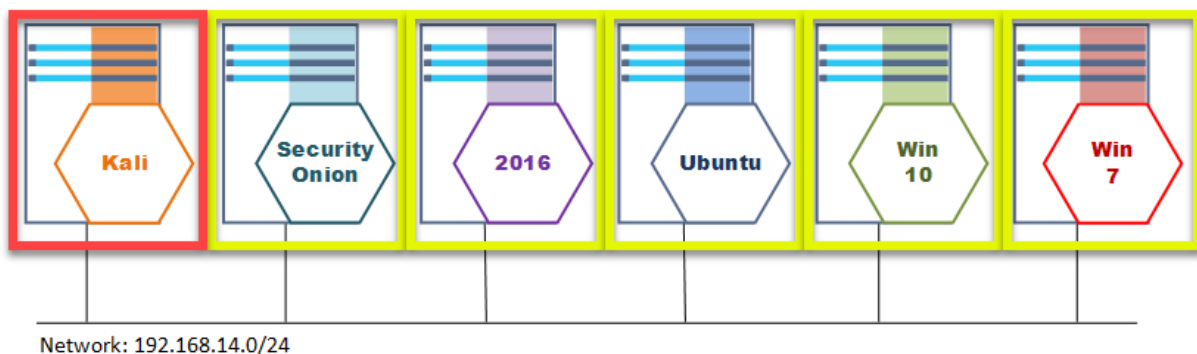 Kali
Security
Onion
2016
Ubuntu
Win
10
Win
7
Network: 192.168.14.0/24